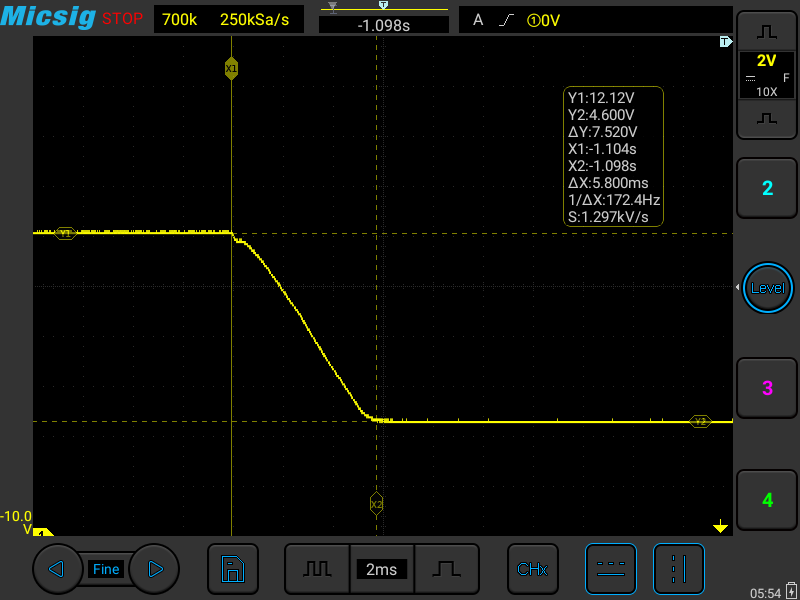 Micsig STOP 700k 250kSa/s -1.098s A ①0V
T
T
X1
2V
F
10X
Y1:12.12V
Y2:4.600V
ΔY:7.520V
X1:-1.104s
X2:-1.098s
ΔX:5.800ms
1/ΔX:172.4Hz
S:1.297kV/s
2
Y1
Level
3
Y2
X2
4
-10.0
V
1
Fine 2ms CHx
05:54